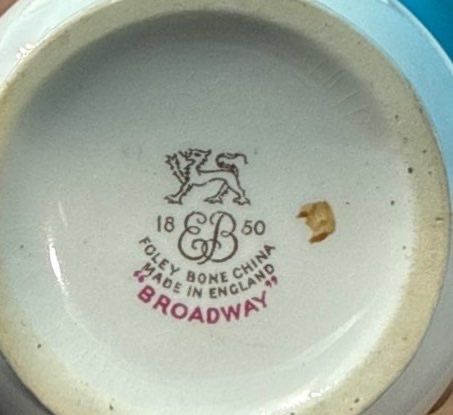 18 EB 50
FOLEY BONE CHINA
MADE IN ENGLAND
"BROADWAY"